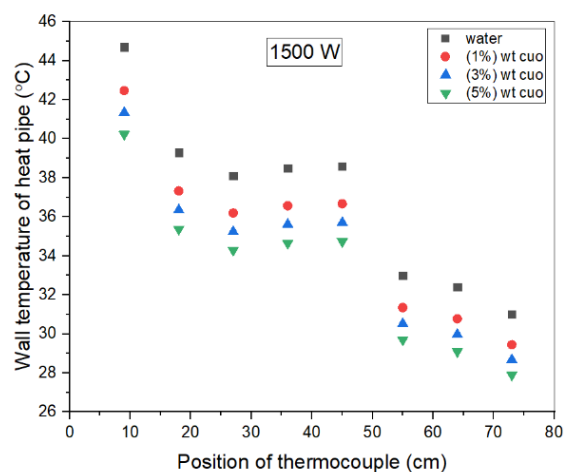 1500 W
water
(1%) wt cuo
(3%) wt cuo
(5%) wt cuo
Wall temperature of heat pipe (°C)
46
44
42
40
38
36
34
32
30
28
26
0 10 20 30 40 50 60 70 80
Position of thermocouple (cm)